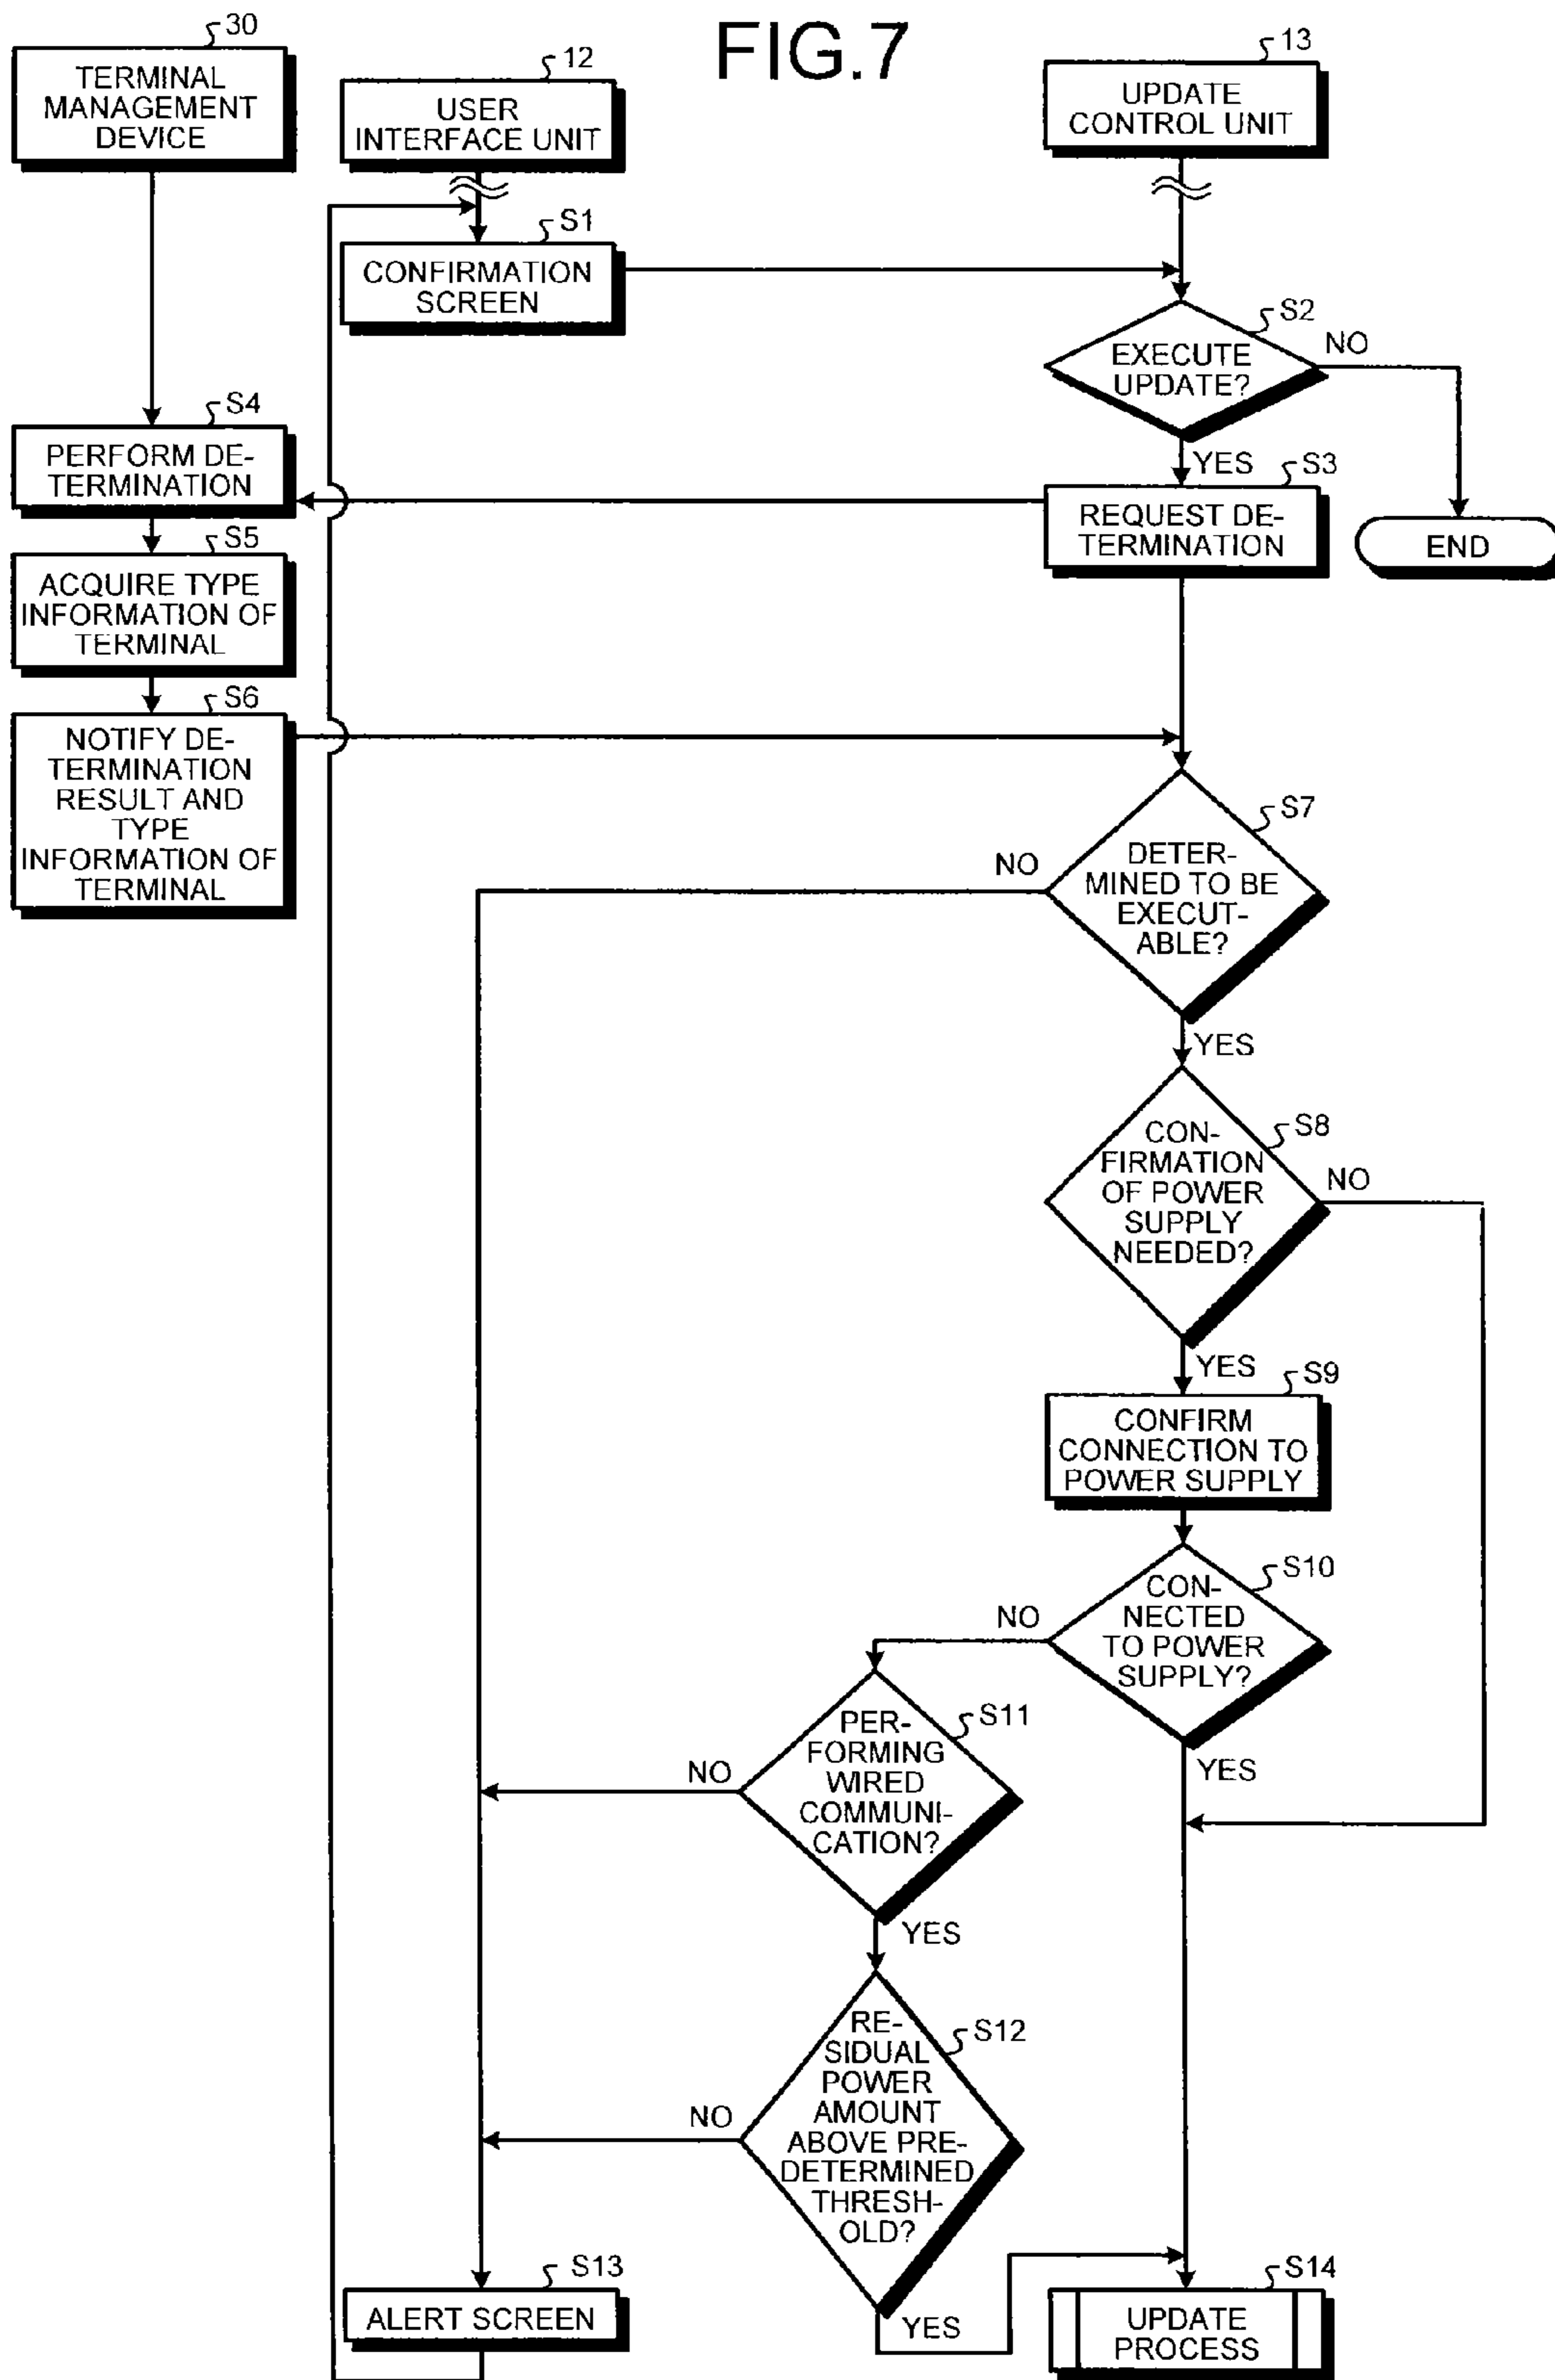 FIG.7
30
TERMINAL
MANAGEMENT
DEVICE
12
USER
INTERFACE UNIT
13
UPDATE
CONTROL UNIT
S1
CONFIRMATION
SCREEN
S2
EXECUTE
UPDATE?
NO
YES
S3
REQUEST DE-
TERMINATION
END
S4
PERFORM DE-
TERMINATION
S5
ACQUIRE TYPE
INFORMATION OF
TERMINAL
S6
NOTIFY DE-
TERMINATION
RESULT AND
TYPE
INFORMATION OF
TERMINAL
S7
DETER-
MINED TO BE
EXECUT-
ABLE?
NO
YES
S8
CON-
FIRMATION
OF POWER
SUPPLY
NEEDED?
NO
YES
S9
CONFIRM
CONNECTION TO
POWER SUPPLY
S10
CON-
NECTED
TO POWER
SUPPLY?
NO
YES
S11
PER-
FORMING
WIRED
COMMUNI-
CATION?
NO
YES
S12
RE-
SIDUAL
POWER
AMOUNT
ABOVE PRE-
DETERMINED
THRESH-
OLD?
NO
YES
S13
ALERT SCREEN
S14
UPDATE
PROCESS